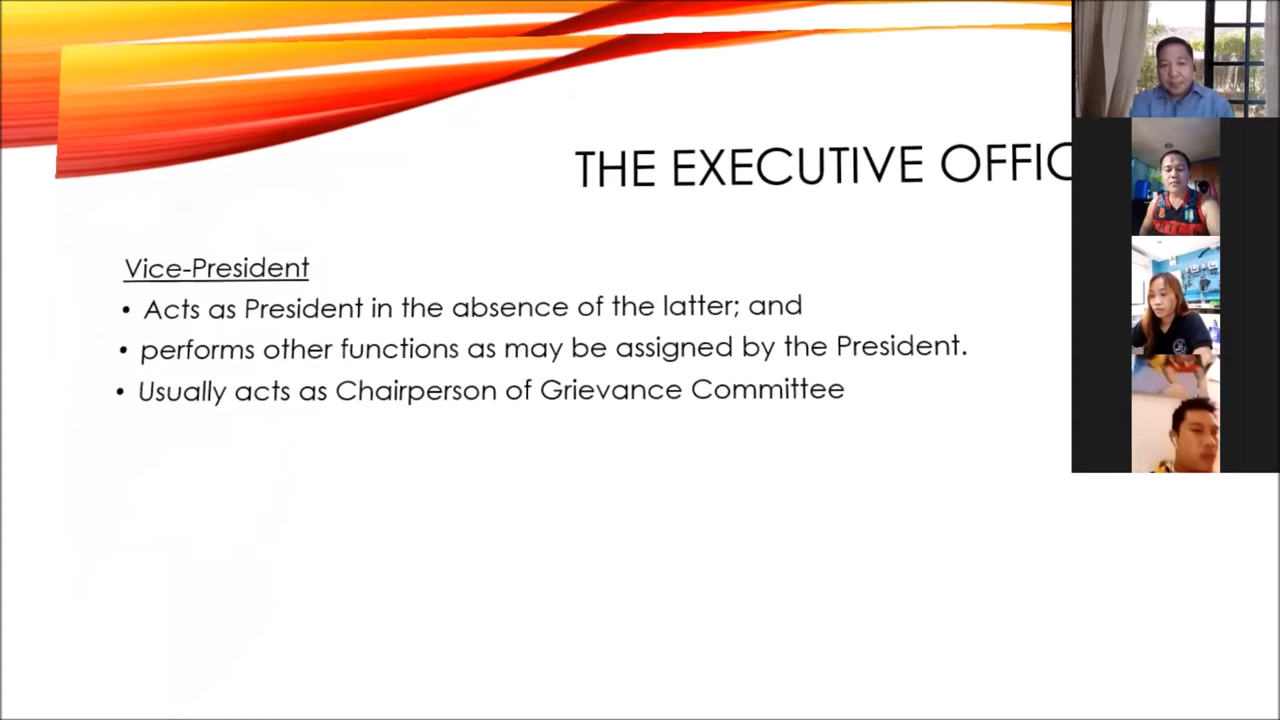 THE EXECUTIVE OFFIC
Vice-President
• Acts as President in the absence of the latter; and
• performs other functions as may be assigned by the President.
• Usually acts as Chairperson of Grievance Committee